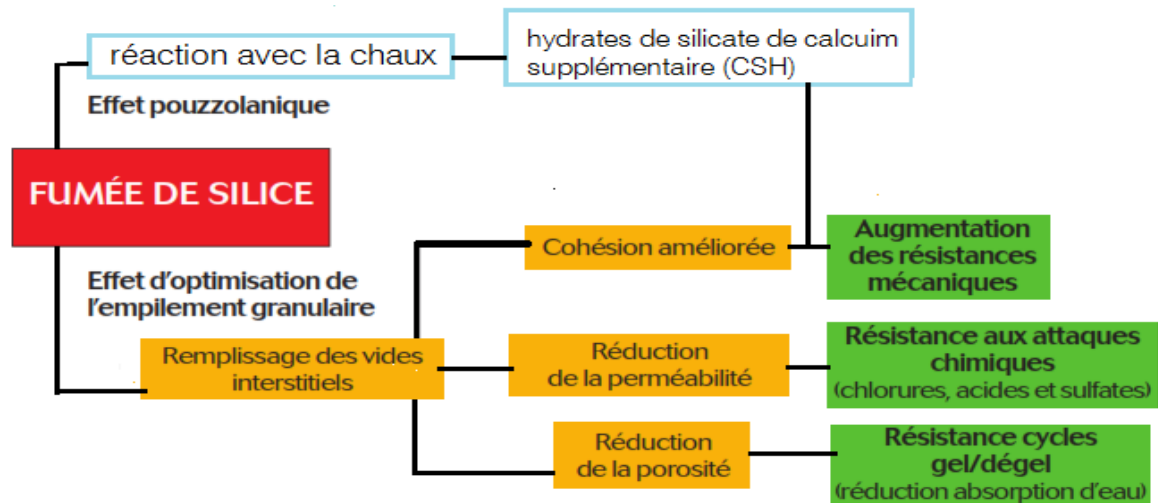 réaction avec la chaux
hydrates de silicate de calcuim
supplémentaire (CSH)
Effet pouzzolanique
FUMÉE DE SILICE
Effet d'optimisation de
l'empilement granulaire
Cohésion améliorée
Augmentation
des résistances
mécaniques
Remplissage des vides
interstitiels
Réduction
de la perméabilité
Résistance aux attaques
chimiques
(chlorures, acides et sulfates)
Réduction
de la porosité
Résistance cycles
gel/dégel
(réduction absorption d'eau)